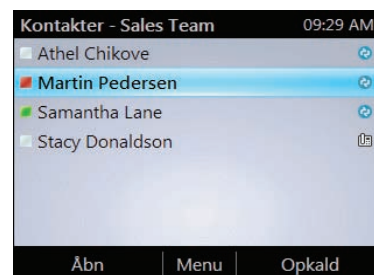 Kontakter - Sales Team 09:29 AM
Athel Chikove
Martin Pedersen
Samantha Lane
Stacy Donaldson
Åbn Menu Opkald